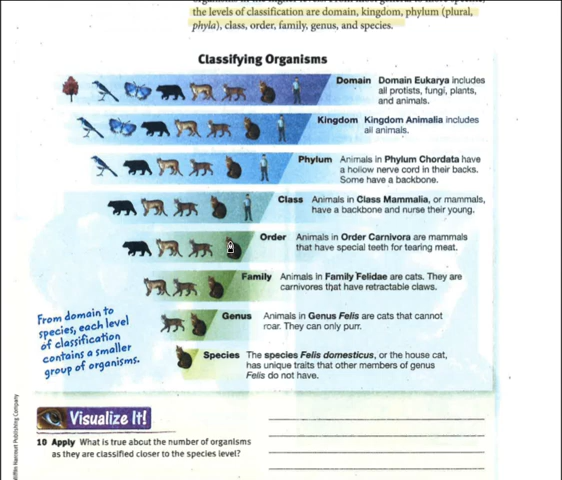 the levels of classification are domain, kingdom, phylum (plural,
phyla), class, order, family, genus, and species.
Classifying Organisms
Domain Domain Eukarya includes
all protists, fungi, plants,
and animals.
Kingdom Kingdom Animalia includes
all animals.
Phylum Animals in Phylum Chordata have
a hollow nerve cord in their backs.
Some have a backbone.
Class Animals in Class Mammalia, or mammals,
have a backbone and nurse their young.
Order Animals in Order Carnivora are mammals
that have special teeth for tearing meat.
Family Animals in Family Felidae are cats. They are
carnivores that have retractable claws.
Genus Animals in Genus Felis are cats that cannot
roar. They can only purr.
Species The species Felis domesticus, or the house cat,
has unique traits that other members of genus
Felis do not have.
From domain to
species, each level
of classification
contains a smaller
group of organisms.
Visualize It!
10 Apply What is true about the number of organisms
as they are classified closer to the species level?
Harcourt Publishing Company